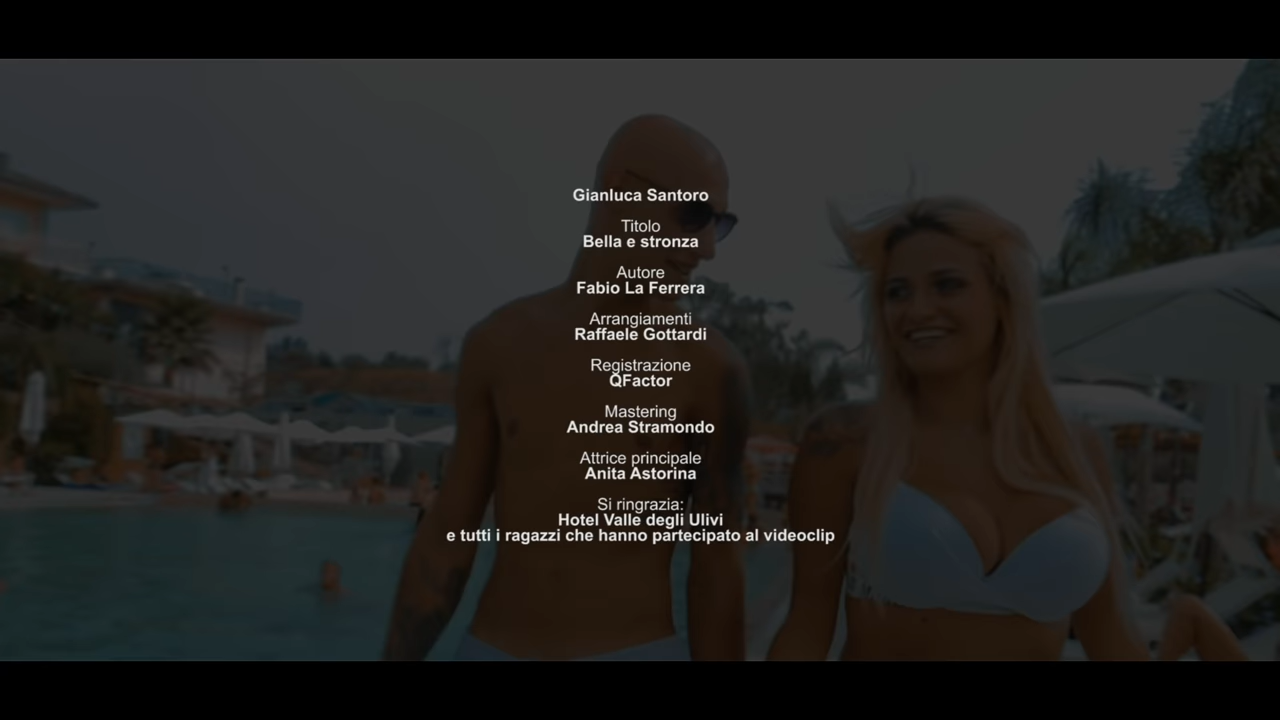 Gianluca Santoro
Titolo
Bella e stronza
Autore
Fabio La Ferrera
Arrangiamenti
Raffaele Gottardi
Registrazione
QFactor
Mastering
Andrea Stramondo
Attrice principale
Anita Astorina
Si ringrazia:
Hotel Valle degli Ulivi
e tutti i ragazzi che hanno partecipato al videoclip